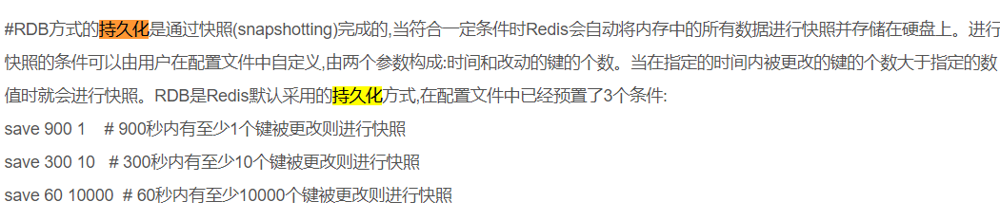 #RDB方式的持久化是通过快照(snapshotting)完成的,当符合一定条件时Redis会自动将内存中的所有数据进行快照并存储在硬盘上。进行
快照的条件可以由用户在配置文件中自定义,由两个参数构成:时间和改动的键的个数。当在指定的时间内被更改的键的个数大于指定的数
值时就会进行快照。RDB是Redis默认采用的持久化方式,在配置文件中已经预置了3个条件:
save 900 1    # 900秒内有至少1个键被更改则进行快照
save 300 10   # 300秒内有至少10个键被更改则进行快照
save 60 10000  # 60秒内有至少10000个键被更改则进行快照